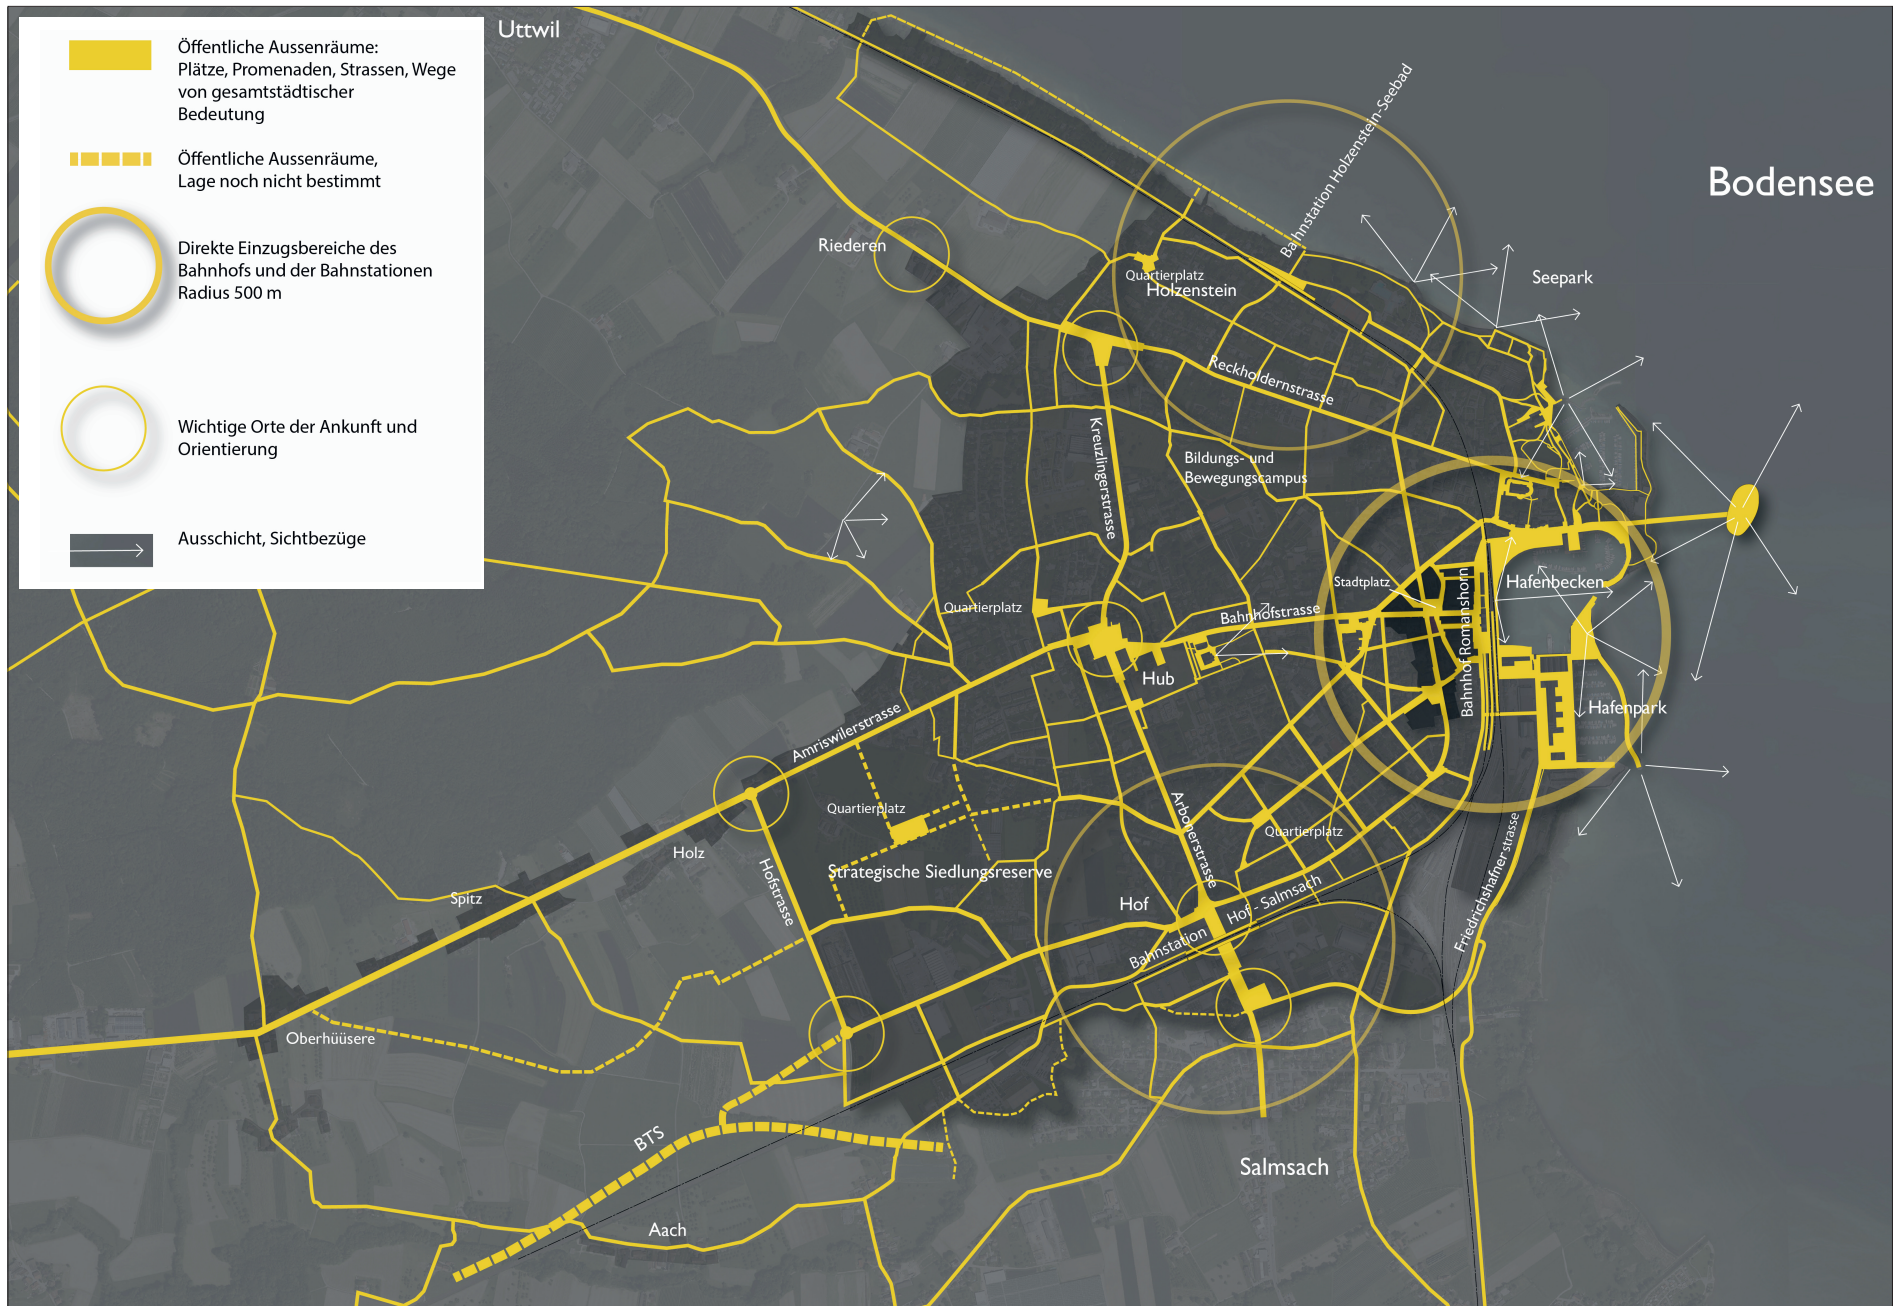 Öffentliche Aussenräume:
Plätze, Promenaden, Strassen, Wege
von gesamtstädtischer
Bedeutung
Öffentliche Aussenräume,
Lage noch nicht bestimmt
Direkte Einzugsbereiche des
Bahnhofs und der Bahnstationen
Radius 500 m
Wichtige Orte der Ankunft und
Orientierung
Ausschicht, Sichtbezüge
Uttwil
Bodensee
Bahnstation Holzenstein-Seebad
Riederen
Quartierplatz
Holzenstein
Seepark
Reckholdernstrasse
Kreuzlingerstrasse
Bildungs- und
Bewegungscampus
Stadtplatz
Hafenbecken
Quartierplatz
Bahnhofstrasse
Bahnhof Romanshorn
Hub
Hafenpark
Amriswilerstrasse
Quartierplatz
Arbonerstrasse
Quartierplatz
Holz
Strategische Siedlungsreserve
Hofstrasse
Spitz
Hof
Hof - Salmsach
Bahnstation
Friedrichshafnerstrasse
Oberhüüsere
BTS
Salmsach
Aach